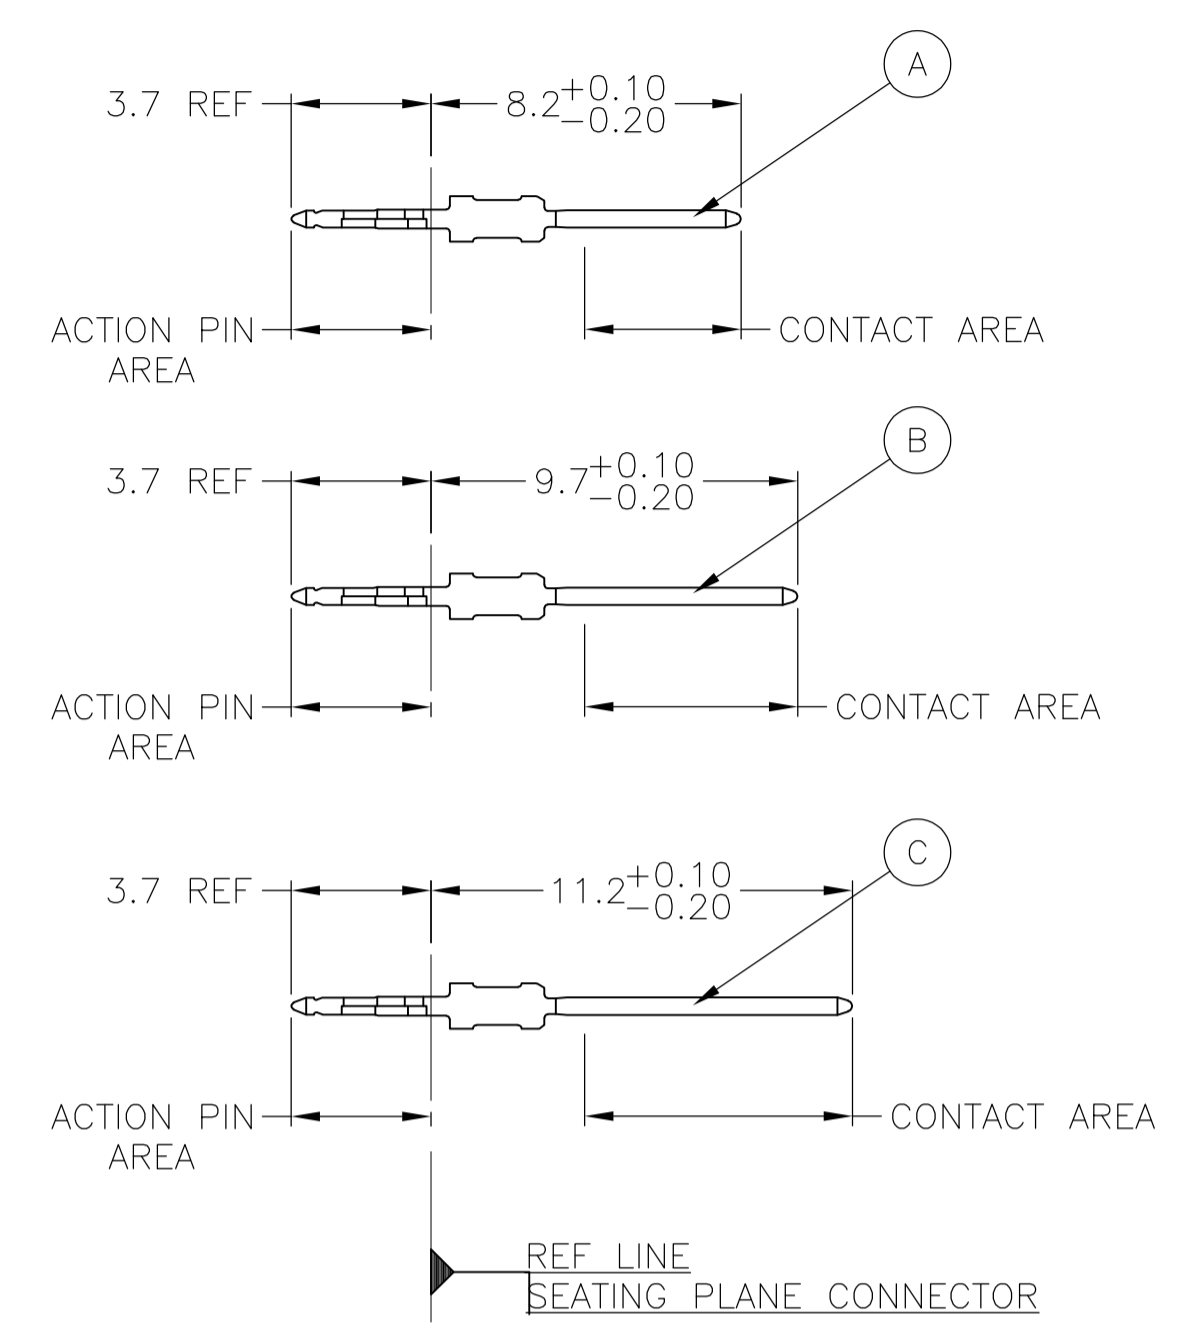 A
3.7 REF
8.2 +0.10 -0.20
ACTION PIN AREA
CONTACT AREA
B
3.7 REF
9.7 +0.10 -0.20
ACTION PIN AREA
CONTACT AREA
C
3.7 REF
11.2 +0.10 -0.20
ACTION PIN AREA
CONTACT AREA
REF LINE
SEATING PLANE CONNECTOR